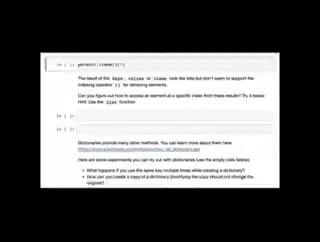 person1.items()[1]
The result of the keys, values or items look like lists but don't seem to support the
indexing operator [] for retrieving elements.
Can you figure out how to access an element at a specific index from these results? Try it below.
Hint: Use the list function
In [ ]:
In [ ]:
Dictionaries provide many other methods. You can learn more about them here:
Here are some experiments you can try out with dictionaries (use the empty cells below)
• What happens if you use the same key multiple times while creating a dictionary?
• How can you create a copy of a dictionary (modifying the copy should not change the
original)?